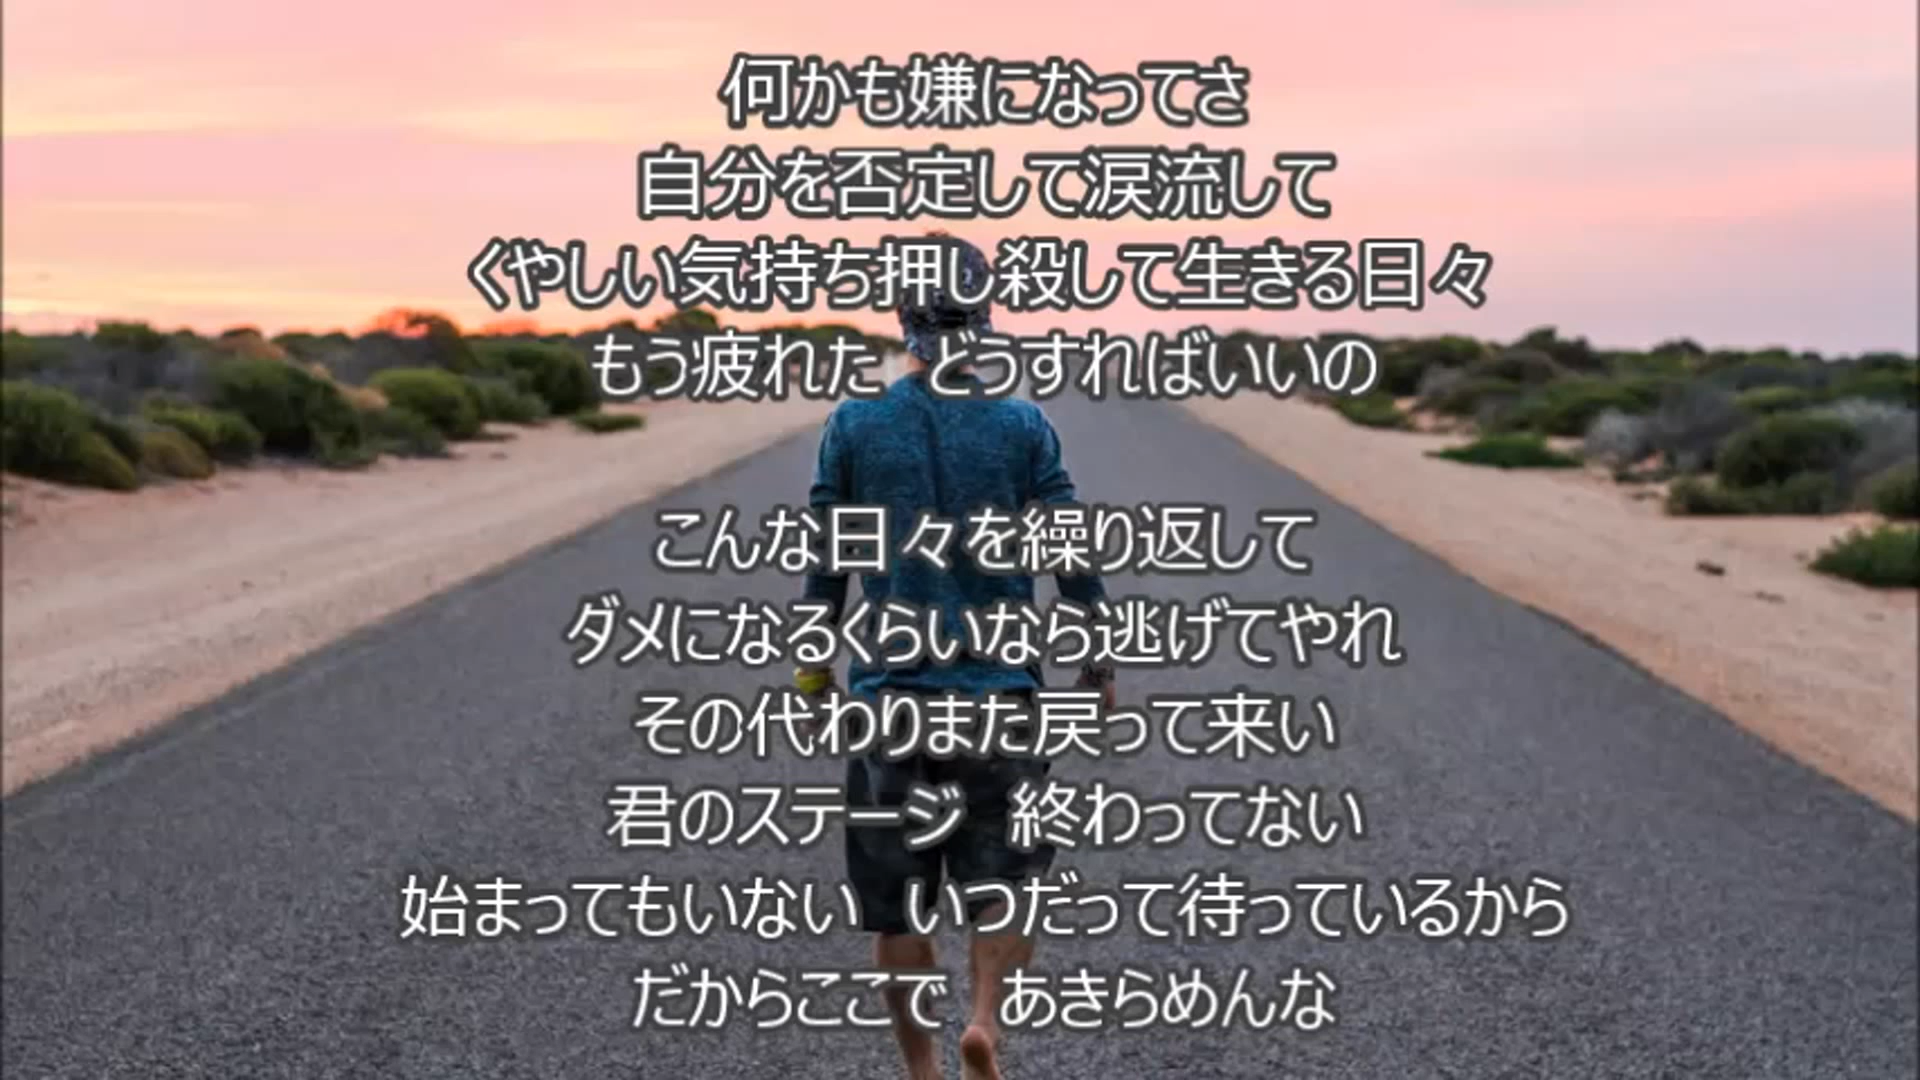 何かも嫌になってさ
自分を否定して涙流して
くやしい気持ち押し殺して生きる日々
もう疲れた　どうすればいいの
こんな日々を繰り返して
ダメになるくらいなら逃げてやれ
その代わりまた戻って来い
君のステージ　終わってない
始まってもいない　いつだって待っているから
だからここで　あきらめんな